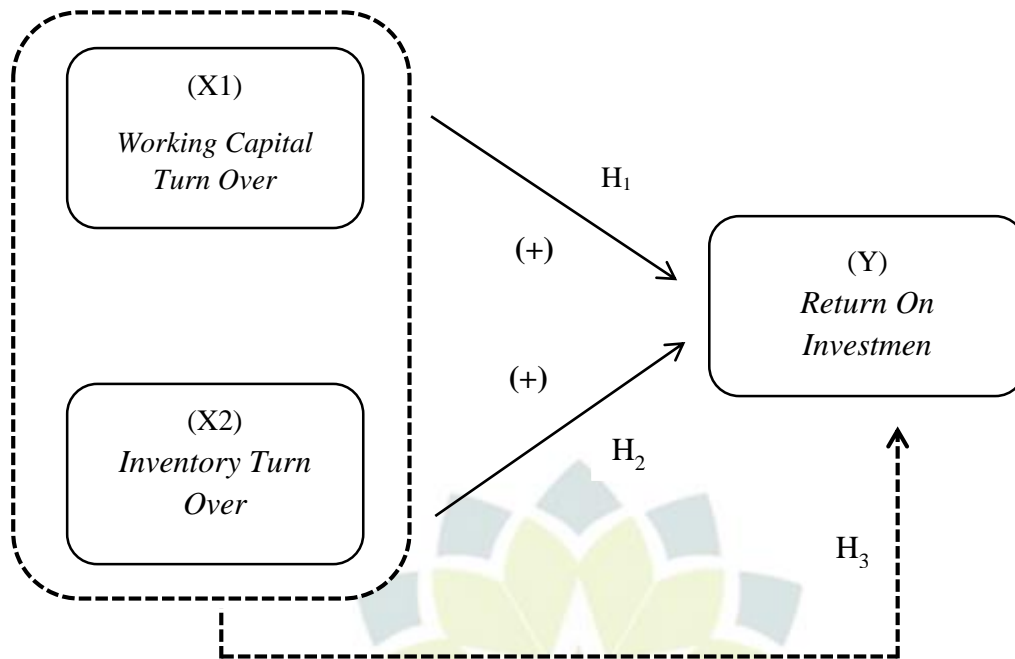 (X1)
Working Capital
Turn Over
H₁
(+)
(Y)
Return On
Investmen
(+)
(X2)
Inventory Turn
Over
H₂
H₃